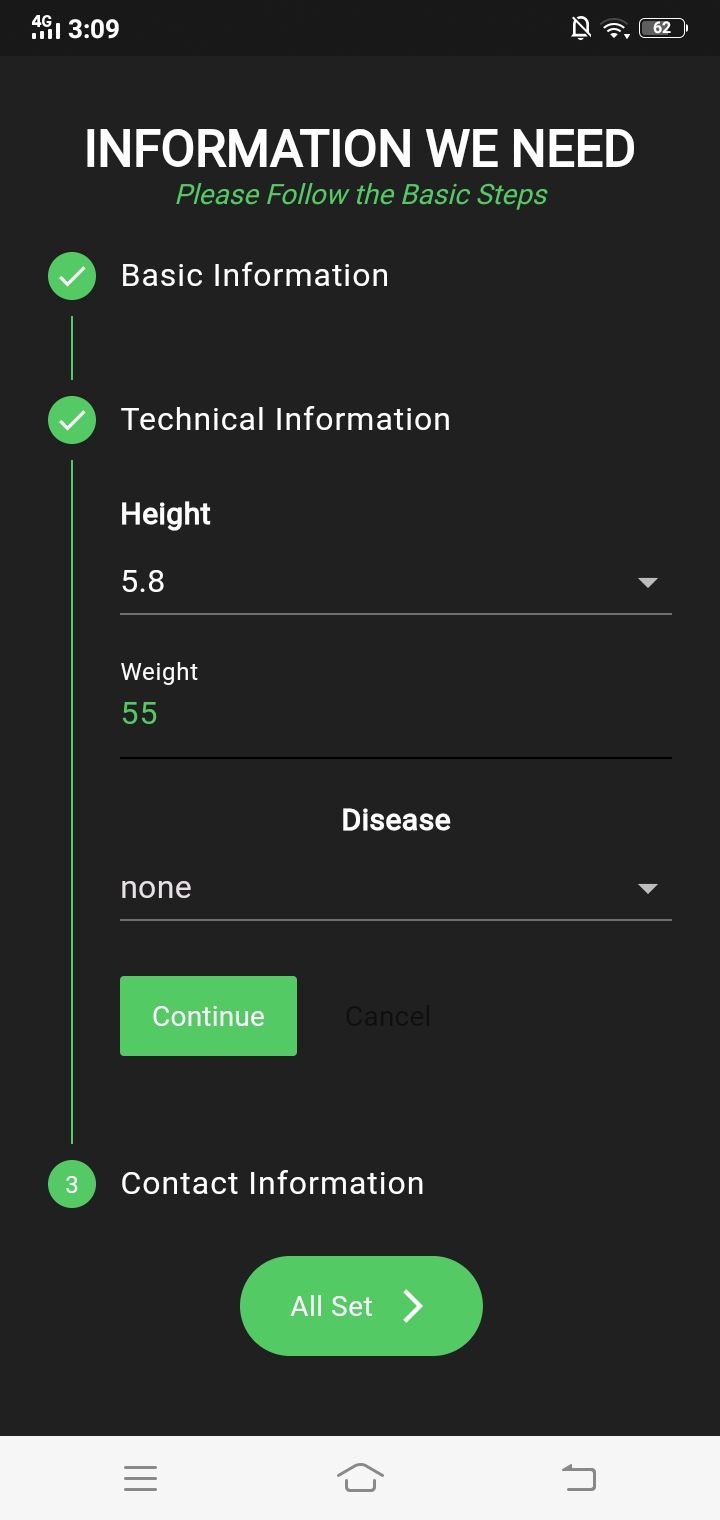 4G 3:09 62
INFORMATION WE NEED
Please Follow the Basic Steps
Basic Information
Technical Information
Height
5.8
Weight
55
Disease
none
Continue Cancel
3 Contact Information
All Set